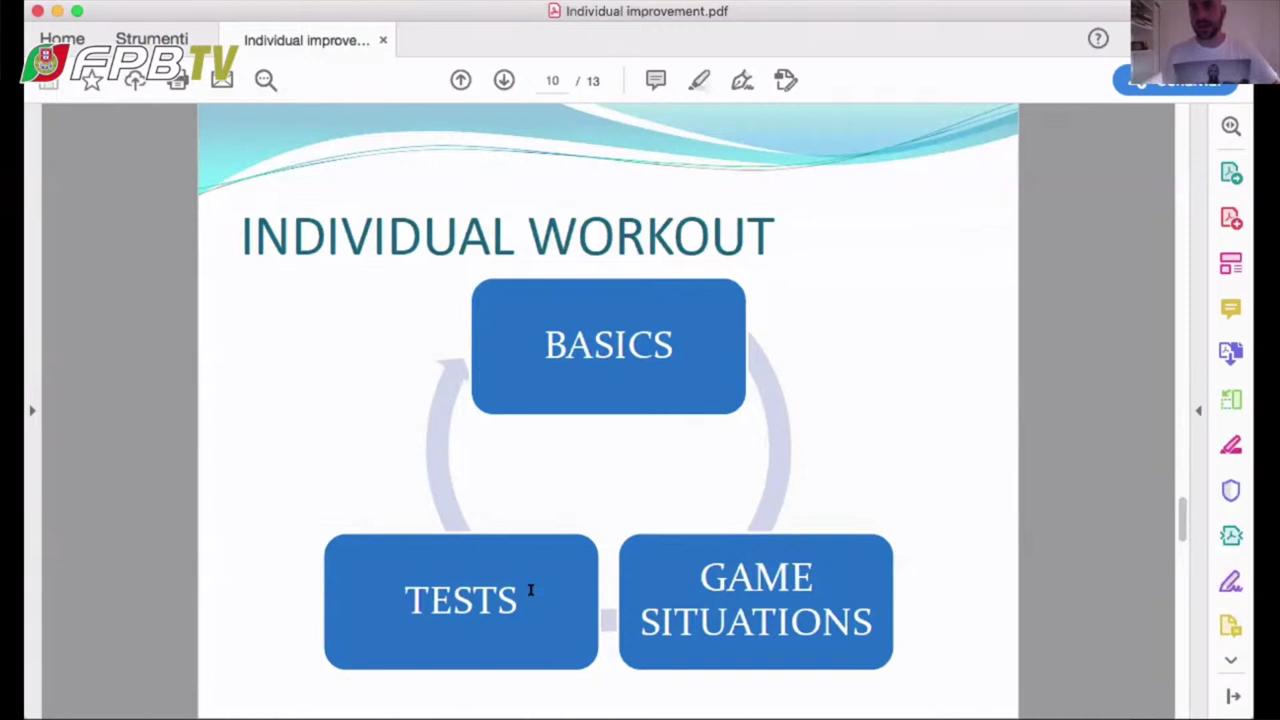 Individual improvement.pdf
Home
Strumenti
Individual improve...
FPBTV
10 / 13
INDIVIDUAL WORKOUT
BASICS
TESTS
GAME
SITUATIONS